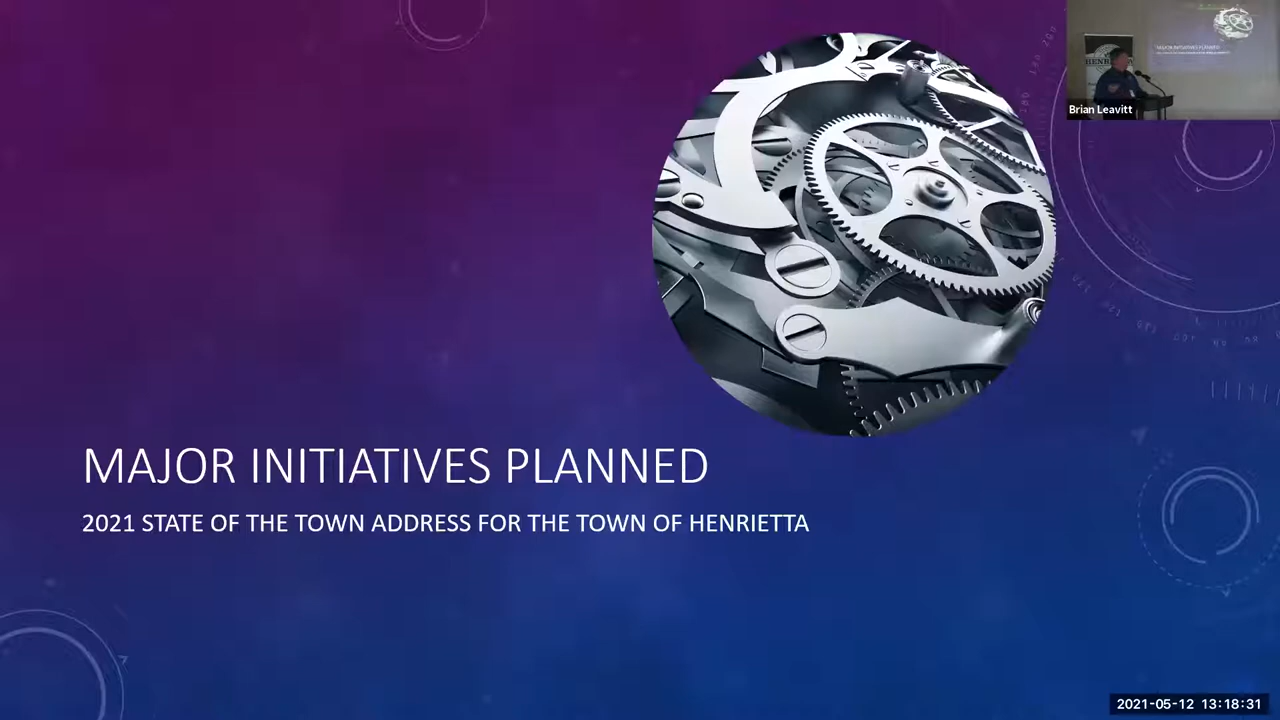 MAJOR INITIATIVES PLANNED
2021 STATE OF THE TOWN ADDRESS FOR THE TOWN OF HENRIETTA
Brian Leavitt
2021-05-12 13:18:31